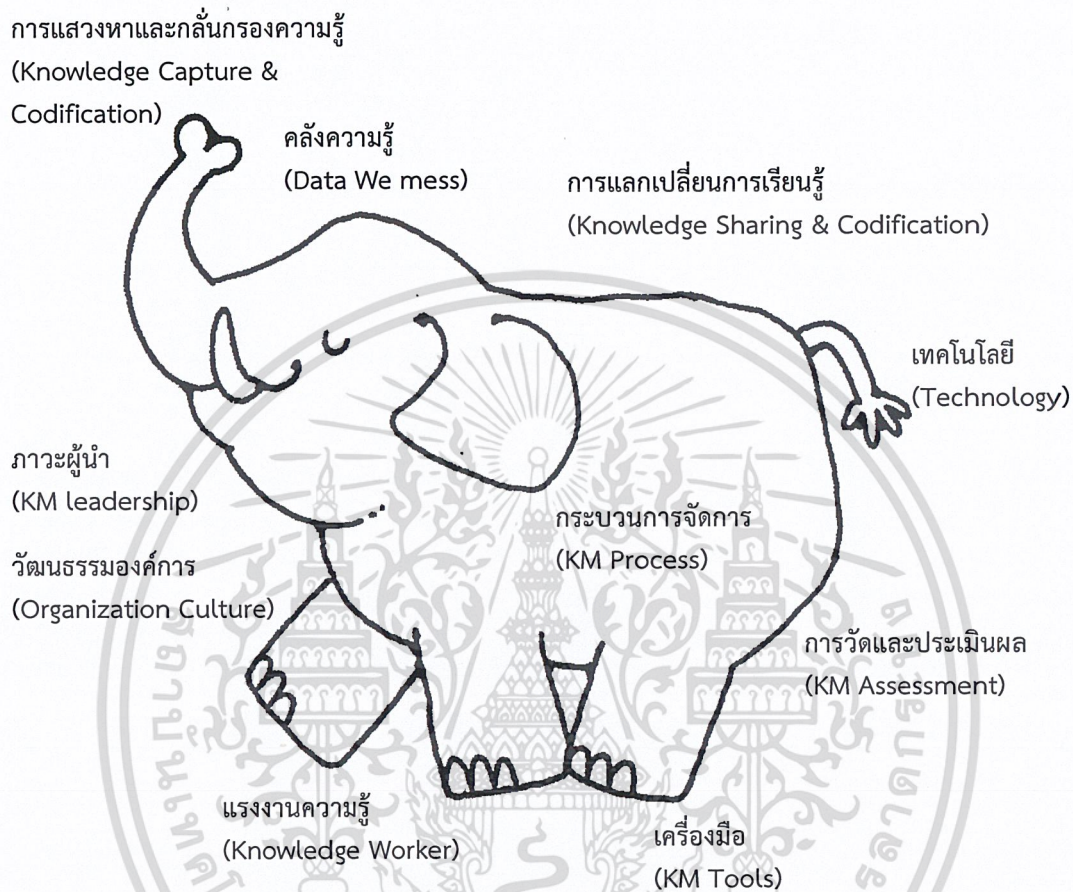 การแสวงหาและกลั่นกรองความรู้
(Knowledge Capture &
Codification)
คลังความรู้
(Data We mess)
การแลกเปลี่ยนการเรียนรู้
(Knowledge Sharing & Codification)
เทคโนโลยี
(Technology)
ภาวะผู้นำ
(KM leadership)
กระบวนการจัดการ
(KM Process)
วัฒนธรรมองค์การ
(Organization Culture)
การวัดและประเมินผล
(KM Assessment)
แรงงานความรู้
(Knowledge Worker)
เครื่องมือ
(KM Tools)